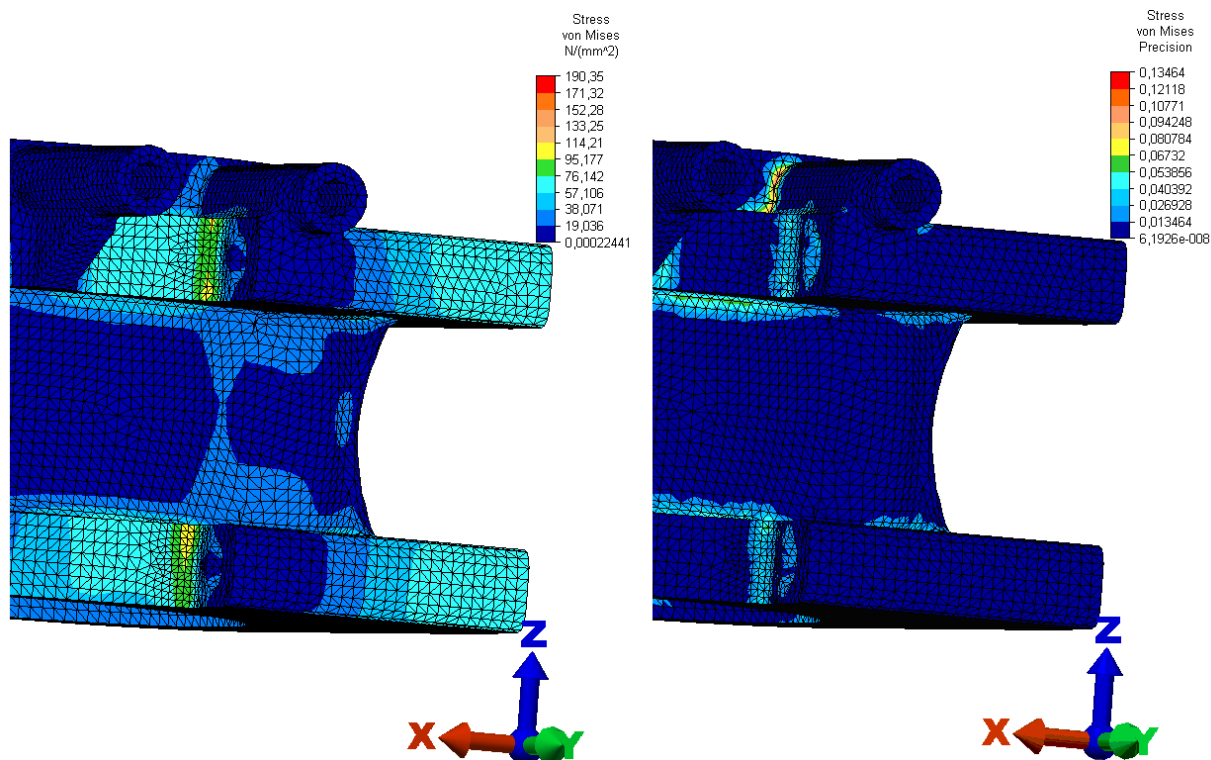 Stress
von Mises
N/(mm^2)
190,35
171,32
152,28
133,25
114,21
95,177
76,142
57,106
38,071
19,036
0,00022441
Z
X
Y
Stress
von Mises
Precision
0,13464
0,12118
0,10771
0,094248
0,080784
0,06732
0,053856
0,040392
0,026928
0,013464
6,1926e-008
Z
X
Y